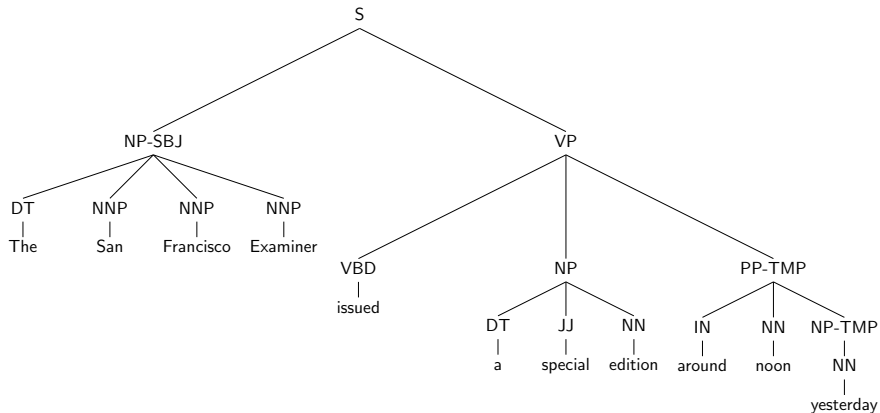 S
NP-SBJ VP
DT NNP NNP NNP
The San Francisco Examiner
VBD NP PP-TMP
issued
DT JJ NN IN NN NP-TMP
a special edition around noon NN
yesterday